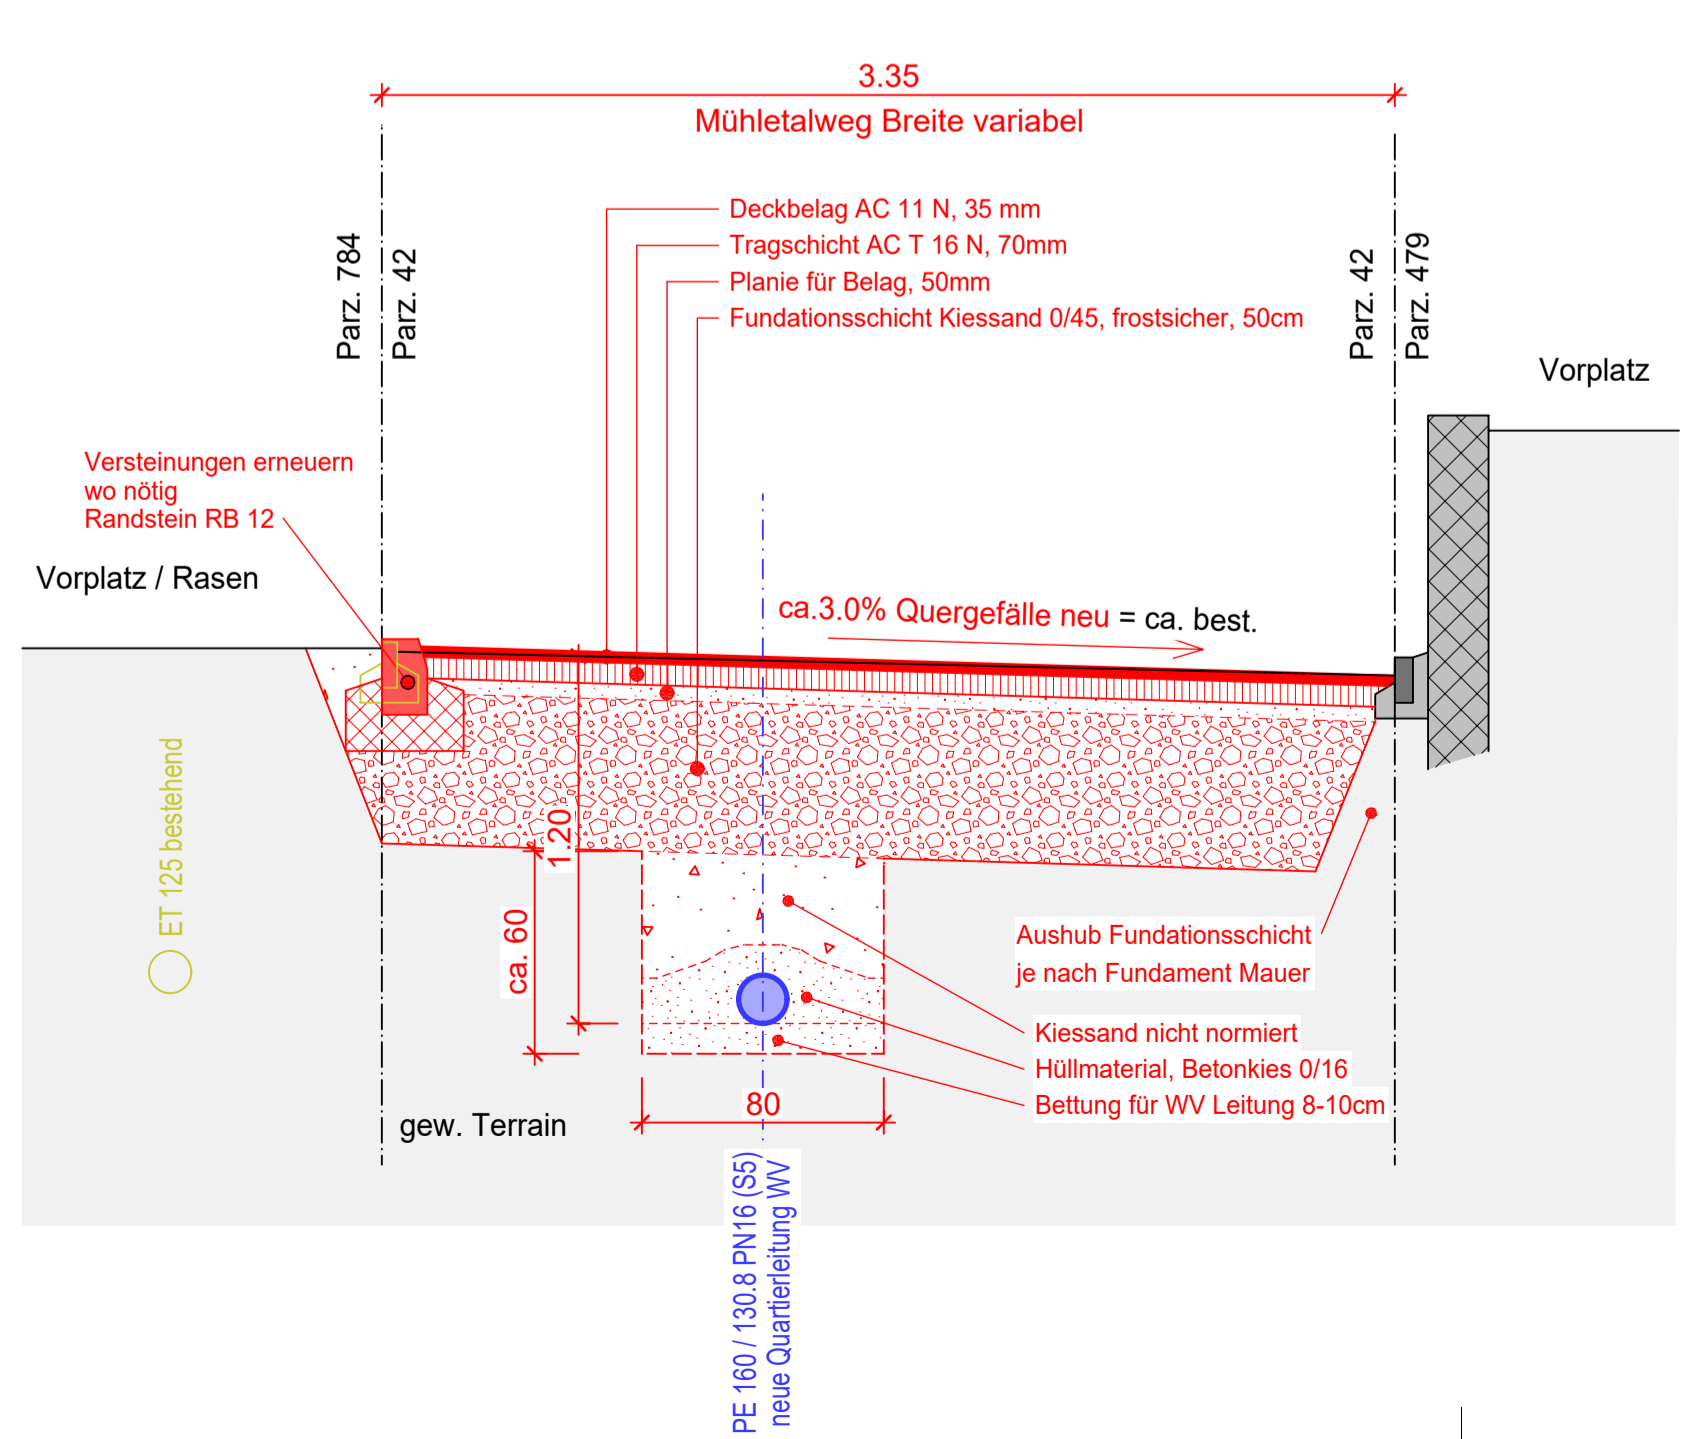 3.35
Mühletalweg Breite variabel
Deckbelag AC 11 N, 35 mm
Tragschicht AC T 16 N, 70mm
Planie für Belag, 50mm
Fundationsschicht Kiessand 0/45, frostsicher, 50cm
Parz. 784
Parz. 42
Parz. 42
Parz. 479
Vorplatz
Versteinungen erneuern
wo nötig
Randstein RB 12
Vorplatz / Rasen
ca.3.0% Quergefälle neu = ca. best.
ET 125 bestehend
1.20
ca. 60
Aushub Fundationsschicht
je nach Fundament Mauer
Kiessand nicht normiert
Hüllmaterial, Betonkies 0/16
Bettung für WV Leitung 8-10cm
80
gew. Terrain
PE 160 / 130.8 PN16 (S5)
neue Quartierleitung WV